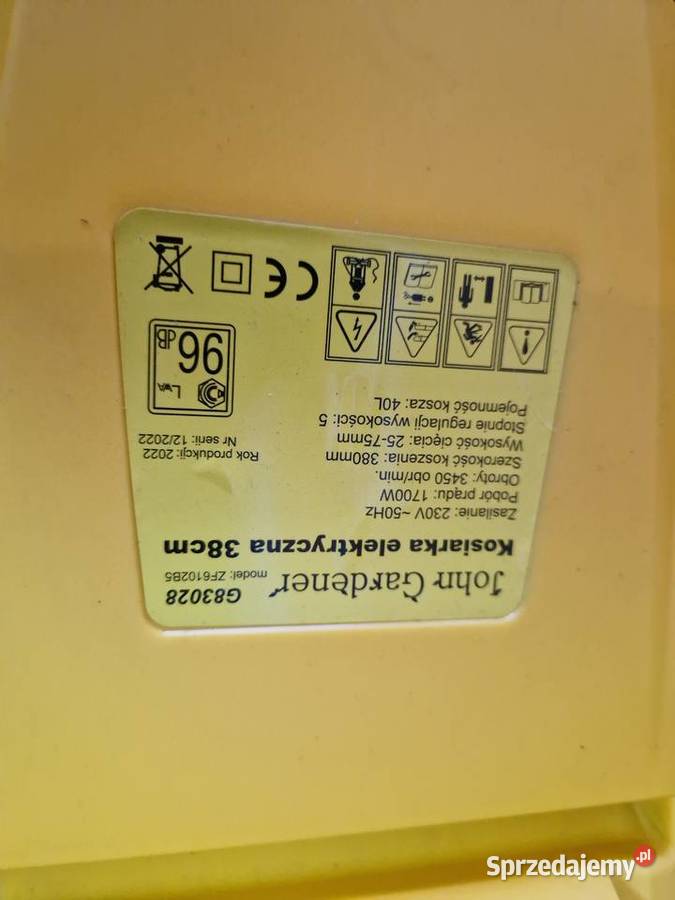 John Gardener
G83028
model: ZF6102B5
Kosiarka elektryczna 38cm
Zasilanie: 230V ~50Hz
Pobór prądu: 1700W
Obroty: 3450 obr/min.
Szerokość koszenia: 380mm
Wysokość cięcia: 25-75mm
Stopnie regulacji wysokości: 5
Pojemność kosza: 40L
Rok produkcji: 2022
Nr serii: 12/2022
LWA
96 dB
CE
Sprzedajemy.pl